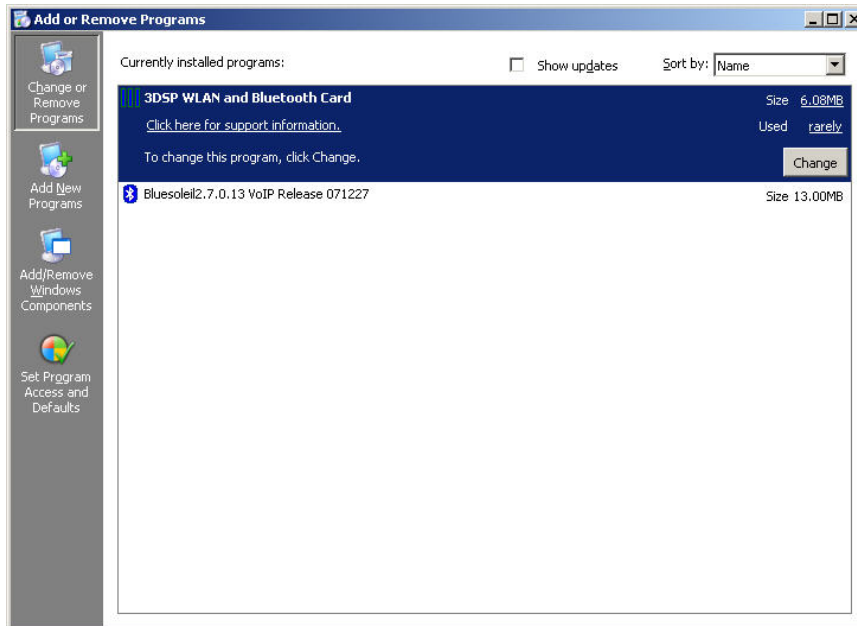 Add or Remove Programs
Change or
Remove
Programs
Add New
Programs
Add/Remove
Windows
Components
Set Program
Access and
Defaults
Currently installed programs:
Show updates
Sort by: Name
3DSP WLAN and Bluetooth Card
Size 6.08MB
Click here for support information.
Used rarely
To change this program, click Change.
Change
Bluesoleil2.7.0.13 VoIP Release 071227
Size 13.00MB